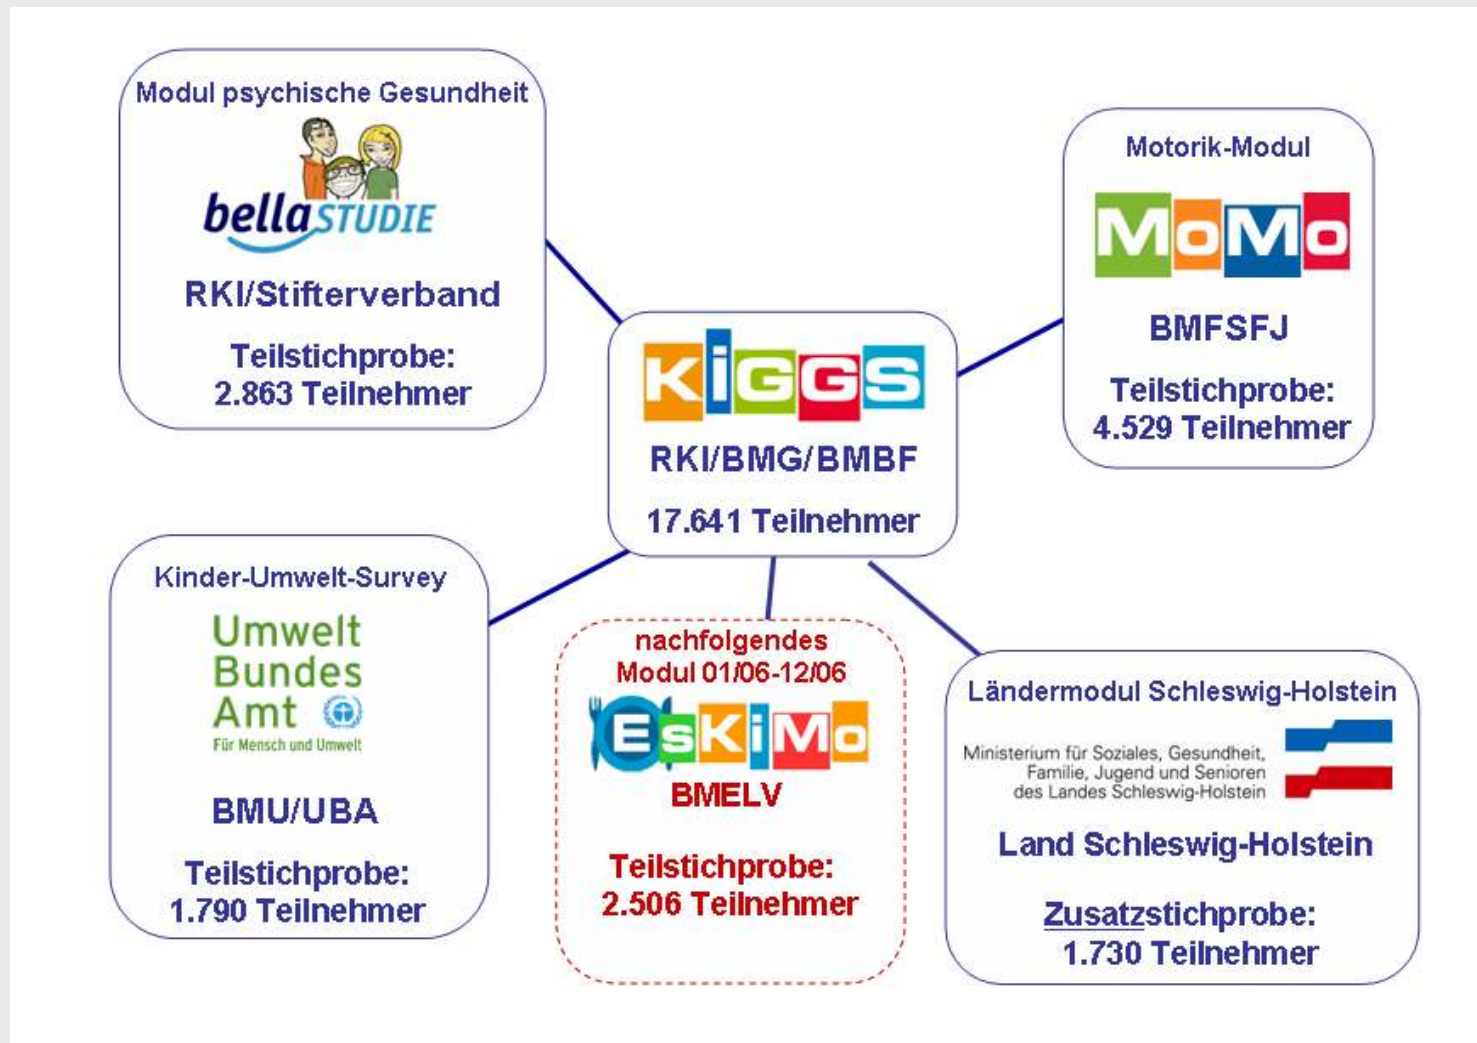 Modul psychische Gesundheit
bella STUDIE
RKI/Stifterverband
Teilstichprobe:
2.863 Teilnehmer
Motorik-Modul
MoMo
BMFSFJ
Teilstichprobe:
4.529 Teilnehmer
KiGGS
RKI/BMG/BMBF
17.641 Teilnehmer
Kinder-Umwelt-Survey
Umwelt
Bundes
Amt
Für Mensch und Umwelt
BMU/UBA
Teilstichprobe:
1.790 Teilnehmer
nachfolgendes
Modul 01/06-12/06
EsKiMo
BMELV
Teilstichprobe:
2.506 Teilnehmer
Ländermodul Schleswig-Holstein
Ministerium für Soziales, Gesundheit,
Familie, Jugend und Senioren
des Landes Schleswig-Holstein
Land Schleswig-Holstein
Zusatzstichprobe:
1.730 Teilnehmer